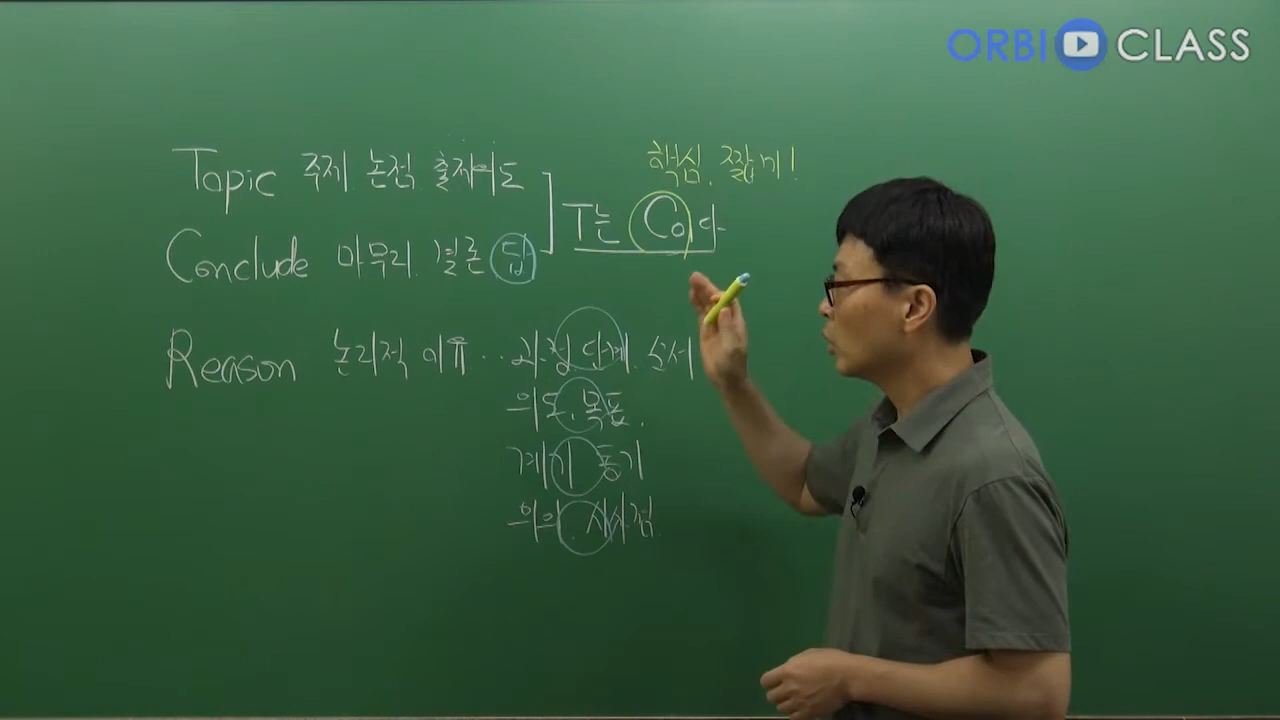 ORBI CLASS
핵심, 짧게!
Topic 주제 논점 출제의도
T는 Co다
Conclude 마무리 결론 답
Reason 논리적 이유 ·· 과정 단계. 순서
의도, 목표,
계기 동기
의의. 시사점.